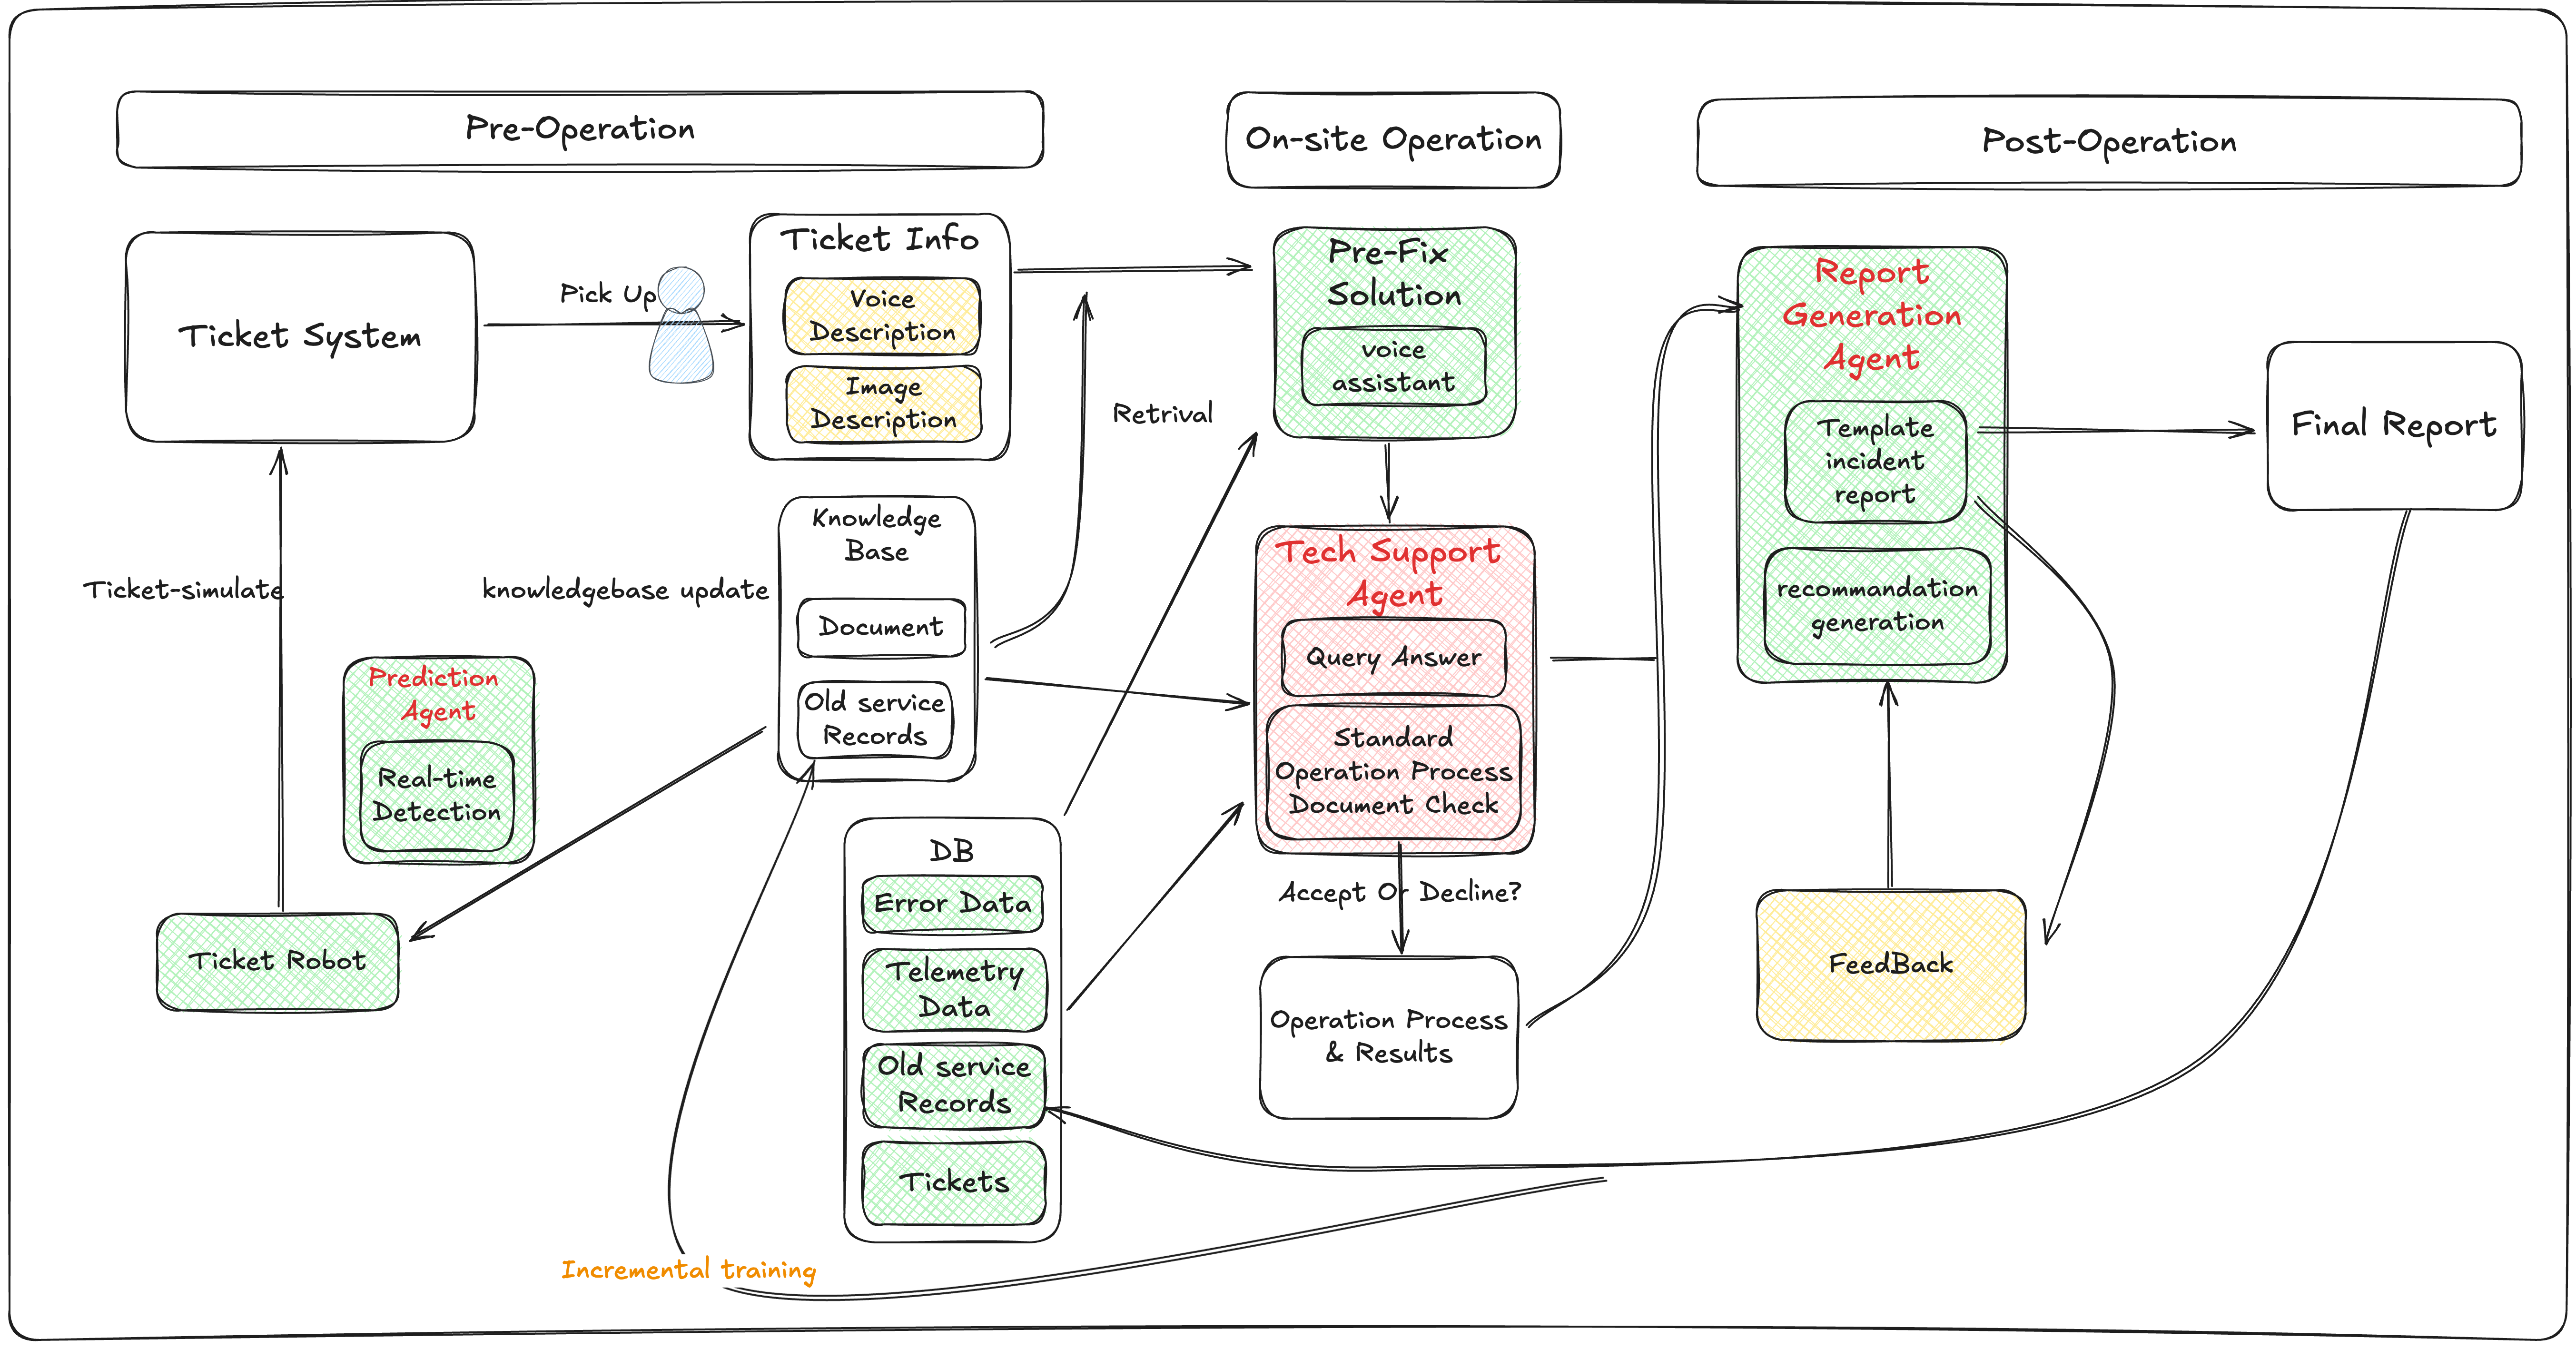 Pre-Operation
On-site Operation
Post-Operation
Ticket System
Pick Up
Ticket Info
Voice
Description
Image
Description
Retrival
Ticket-simulate
knowledgebase update
Knowledge
Base
Document
Old service
Records
Prediction
Agent
Real-time
Detection
Ticket Robot
DB
Error Data
Telemetry
Data
Old service
Records
Tickets
Incremental training
Pre-Fix
Solution
voice
assistant
Tech Support
Agent
Query Answer
Standard
Operation Process
Document Check
Accept Or Decline?
Operation Process
& Results
Report
Generation
Agent
Template
incident
report
recommandation
generation
FeedBack
Final Report